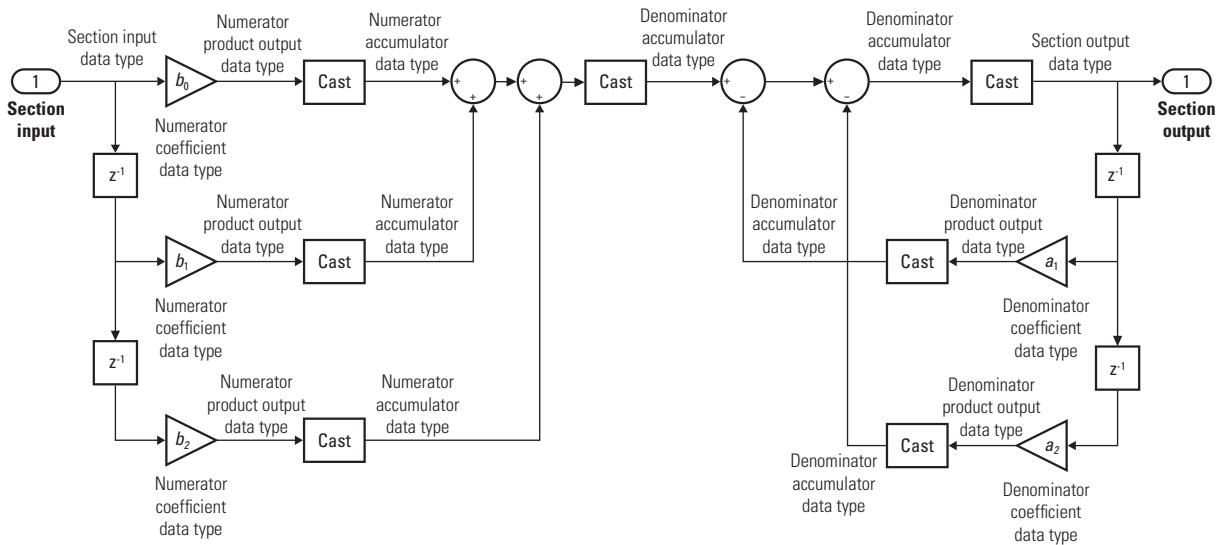 Section input
data type
Numerator
product output
data type
Numerator
accumulator
data type
Denominator
accumulator
data type
Denominator
accumulator
data type
Section output
data type
1
Section
input
b0
Cast
+
+
+
+
Cast
+
−
+
−
Cast
1
Section
output
Numerator
coefficient
data type
z-1
z-1
Numerator
product output
data type
Numerator
accumulator
data type
Denominator
accumulator
data type
Denominator
product output
data type
b1
Cast
Cast
a1
Numerator
coefficient
data type
Denominator
coefficient
data type
z-1
z-1
Numerator
product output
data type
Numerator
accumulator
data type
Denominator
product output
data type
b2
Cast
Cast
a2
Numerator
coefficient
data type
Denominator
accumulator
data type
Denominator
coefficient
data type